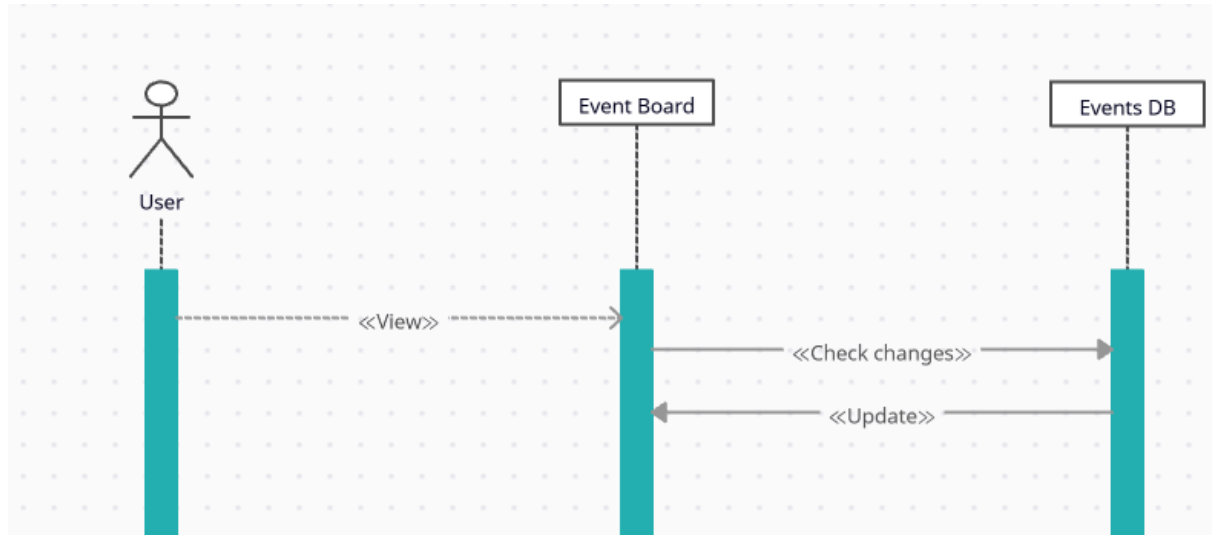 Event Board
Events DB
User
≪View≫
≪Check changes≫
≪Update≫